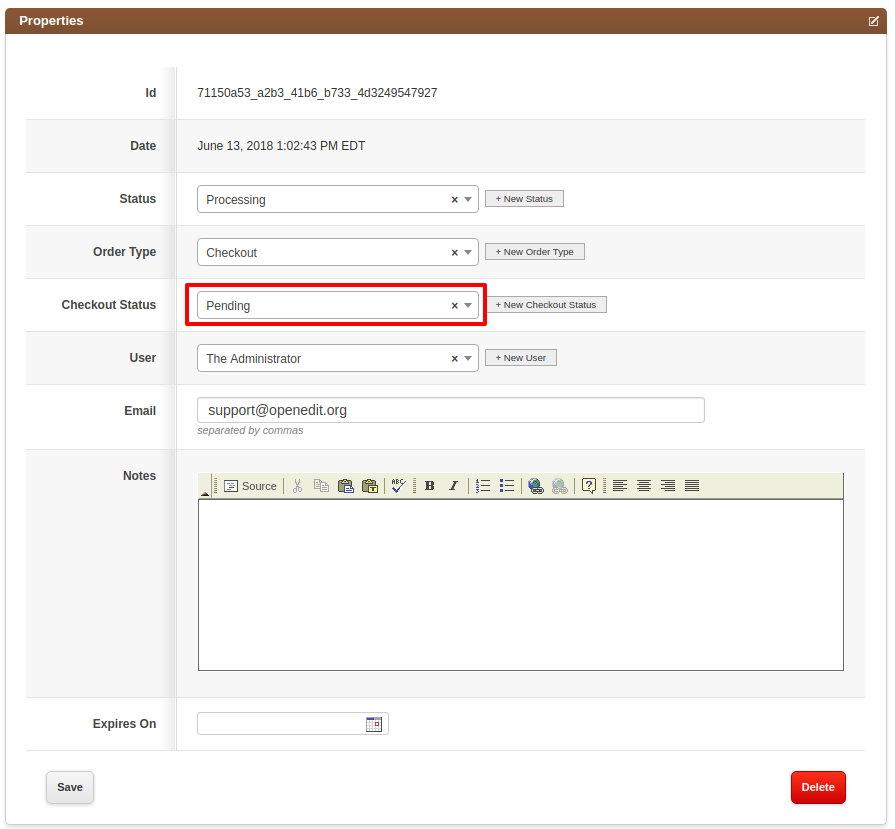 Properties
Id 71150a53_a2b3_41b6_b733_4d3249547927
Date June 13, 2018 1:02:43 PM EDT
Status Processing × + New Status
Order Type Checkout × + New Order Type
Checkout Status Pending × + New Checkout Status
User The Administrator × + New User
Email support@openedit.org
separated by commas
Notes Source ABC B I ?
Expires On
Save Delete